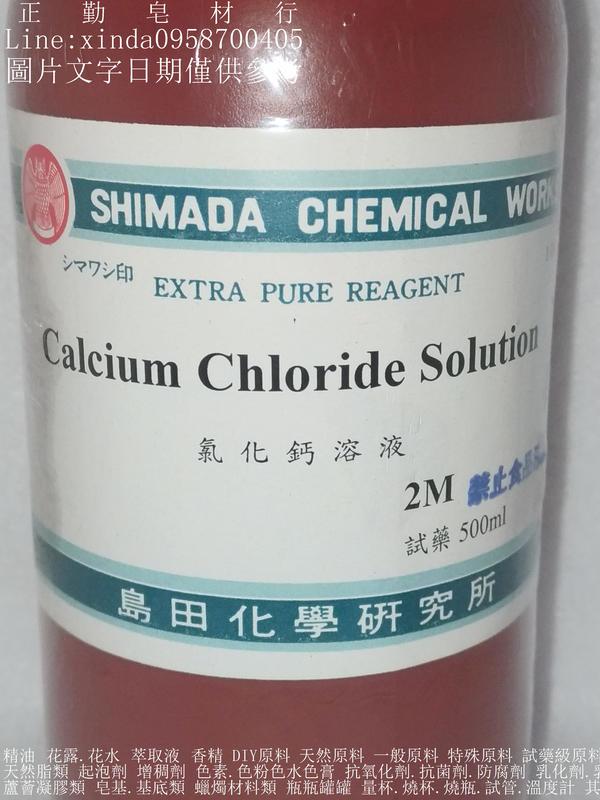 正勤皂材行
Line:xinda0958700405
圖片文字日期僅供參考
SHIMADA CHEMICAL WORK
シマワシ印
EXTRA PURE REAGENT
Calcium Chloride Solution
氯化鈣溶液
2M 禁止食品
試藥 500ml
島田化學研究所
精油 花露.花水 萃取液 香精 DIY原料 天然原料 一般原料 特殊原料 試藥級原料
天然脂類 起泡劑 增稠劑 色素.色粉色水色膏 抗氧化劑.抗菌劑.防腐劑 乳化劑.
蘆薈凝膠類 皂基.基底類 蠟燭材料類 瓶瓶罐罐 量杯.燒杯.燒瓶.試管.溫度計 其